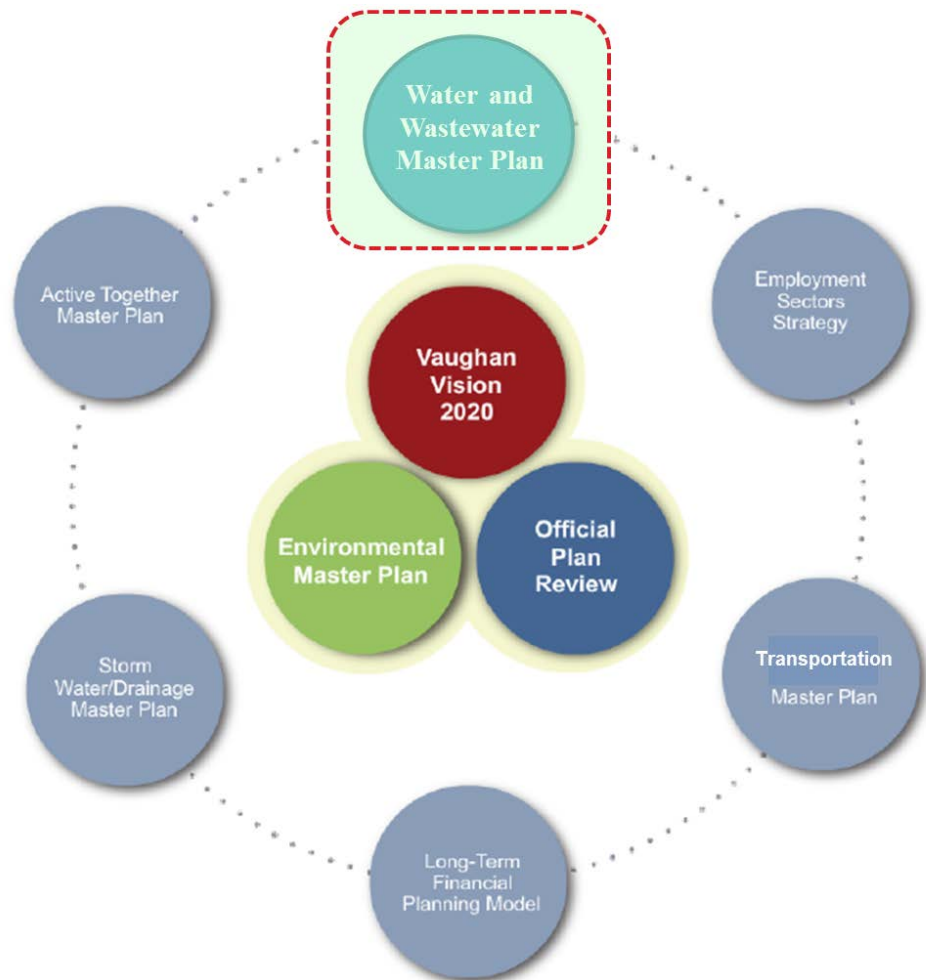 Water and
Wastewater
Master Plan
Active Together
Master Plan
Employment
Sectors
Strategy
Vaughan
Vision
2020
Environmental
Master Plan
Official
Plan
Review
Storm
Water/Drainage
Master Plan
Transportation
Master Plan
Long-Term
Financial
Planning Model